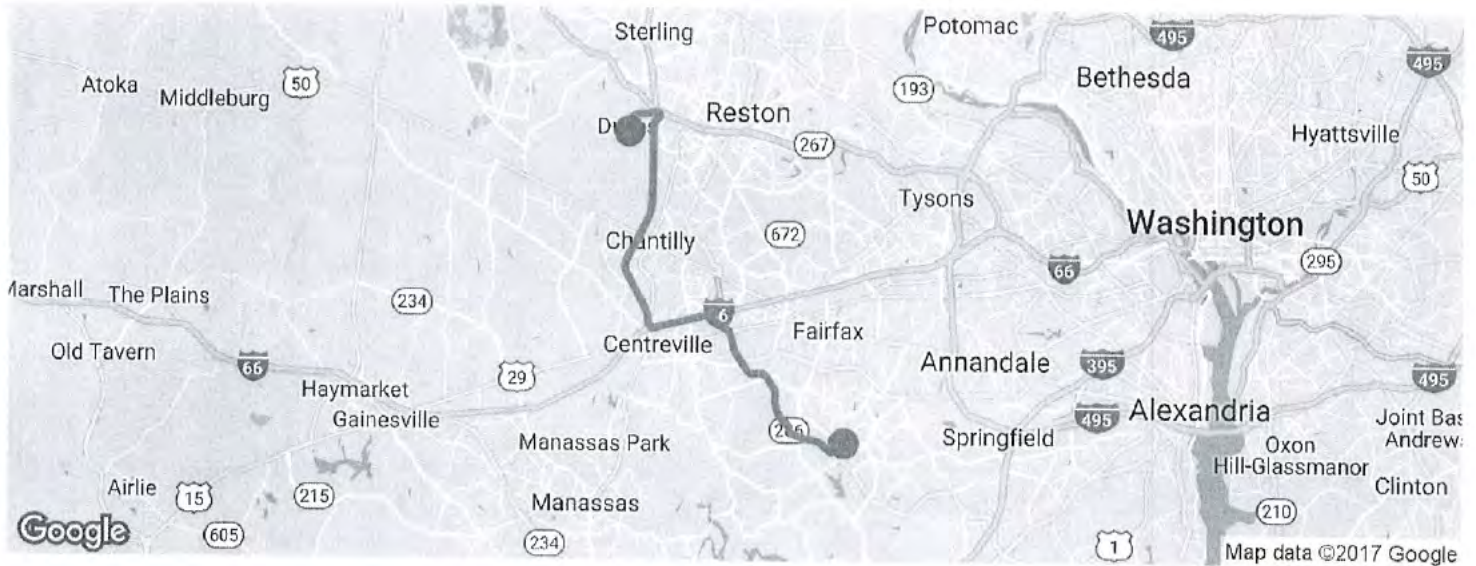 Sterling
Potomac
495
495
Atoka
Middleburg
50
Bethesda
193
Reston
Hyattsville
267
50
Tysons
Washington
Chantilly
672
295
66
Marshall
The Plains
234
6
Centreville
Fairfax
Old Tavern
66
29
Annandale
395
495
Haymarket
Gainesville
Alexandria
495
Joint Bas
Andrews
Manassas Park
Springfield
Oxon
Hill-Glassmanor
Airlie
15
215
Manassas
Clinton
605
234
210
1
Google
Map data ©2017 Google